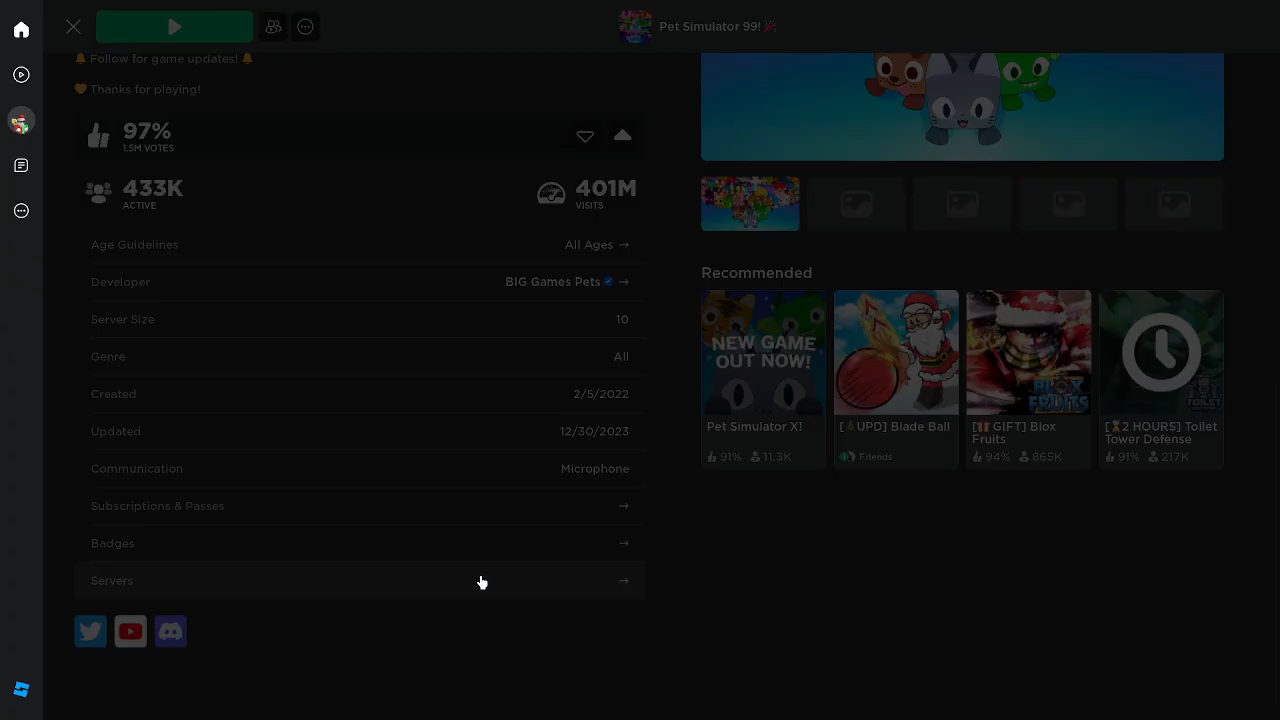 Pet Simulator 99! 🎉
🔔 Follow for game updates! 🔔
🧡 Thanks for playing!
97%
1.5M VOTES
433K
ACTIVE
401M
VISITS
Age Guidelines
All Ages →
Developer
BIG Games Pets →
Server Size
10
Genre
All
Created
2/5/2022
Updated
12/30/2023
Communication
Microphone
Subscriptions & Passes →
Badges →
Servers →
Recommended
NEW GAME
OUT NOW!
Pet Simulator X!
91% 11.3K
[🎄UPD] Blade Ball
1 Friends
BLOX
FRUITS
[🎁GIFT] Blox
Fruits
94% 865K
TOILET
[⌛2 HOURS] Toilet
Tower Defense
91% 217K